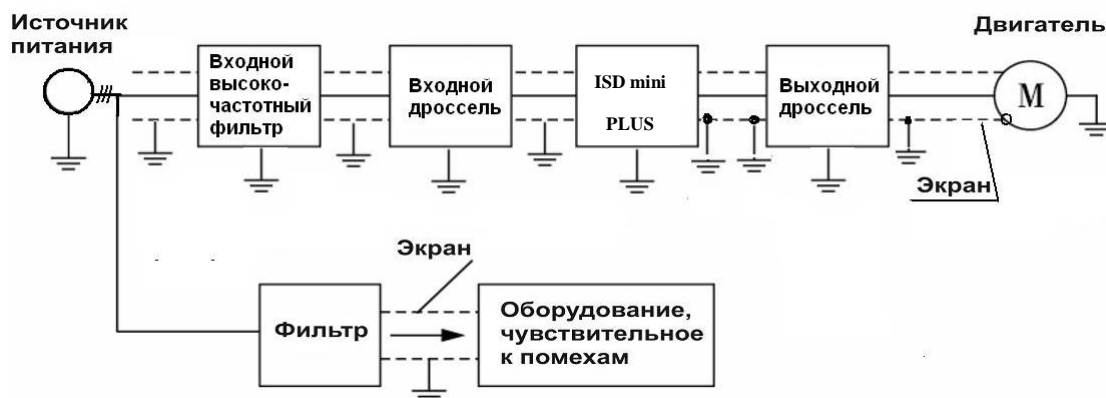 Источник
питания
Двигатель
Входной
высоко-
частотный
фильтр
Входной
дроссель
ISD mini
PLUS
Выходной
дроссель
M
Экран
Экран
Фильтр
Оборудование,
чувствительное
к помехам